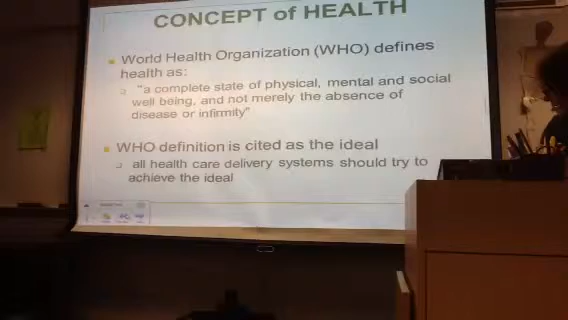 CONCEPT of HEALTH
World Health Organization (WHO) defines
health as:
"a complete state of physical, mental and social
well being, and not merely the absence of
disease or infirmity"
WHO definition is cited as the ideal
all health care delivery systems should try to
achieve the ideal